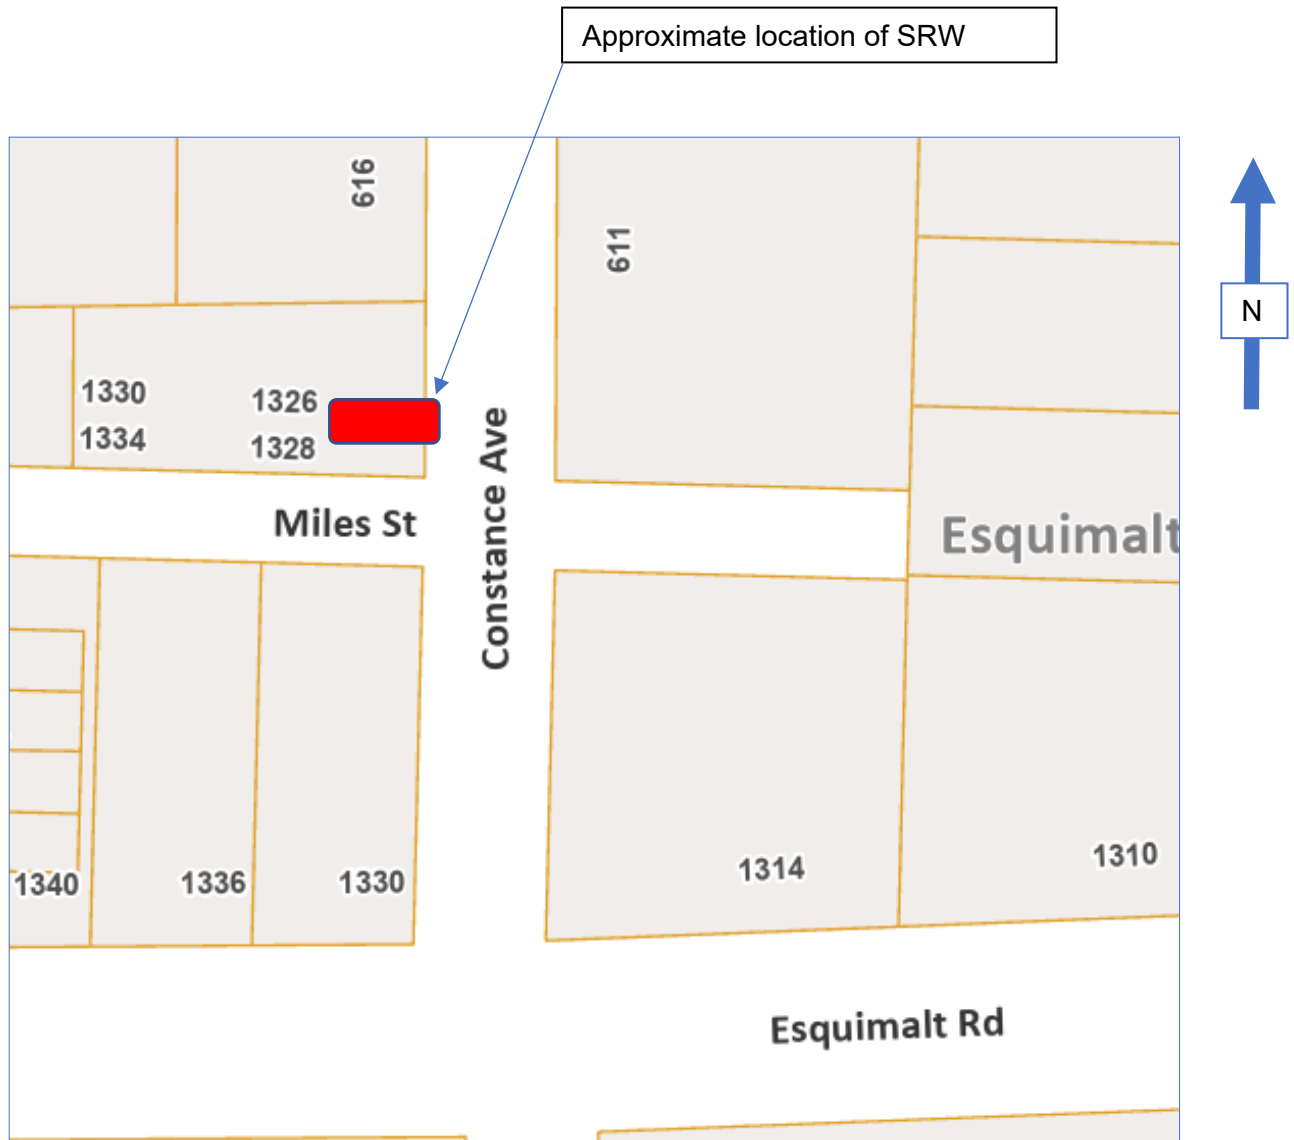 Approximate location of SRW
616
611
N
1330
1326
1334
1328
Miles St
Constance Ave
Esquimalt
1340
1336
1330
1314
1310
Esquimalt Rd